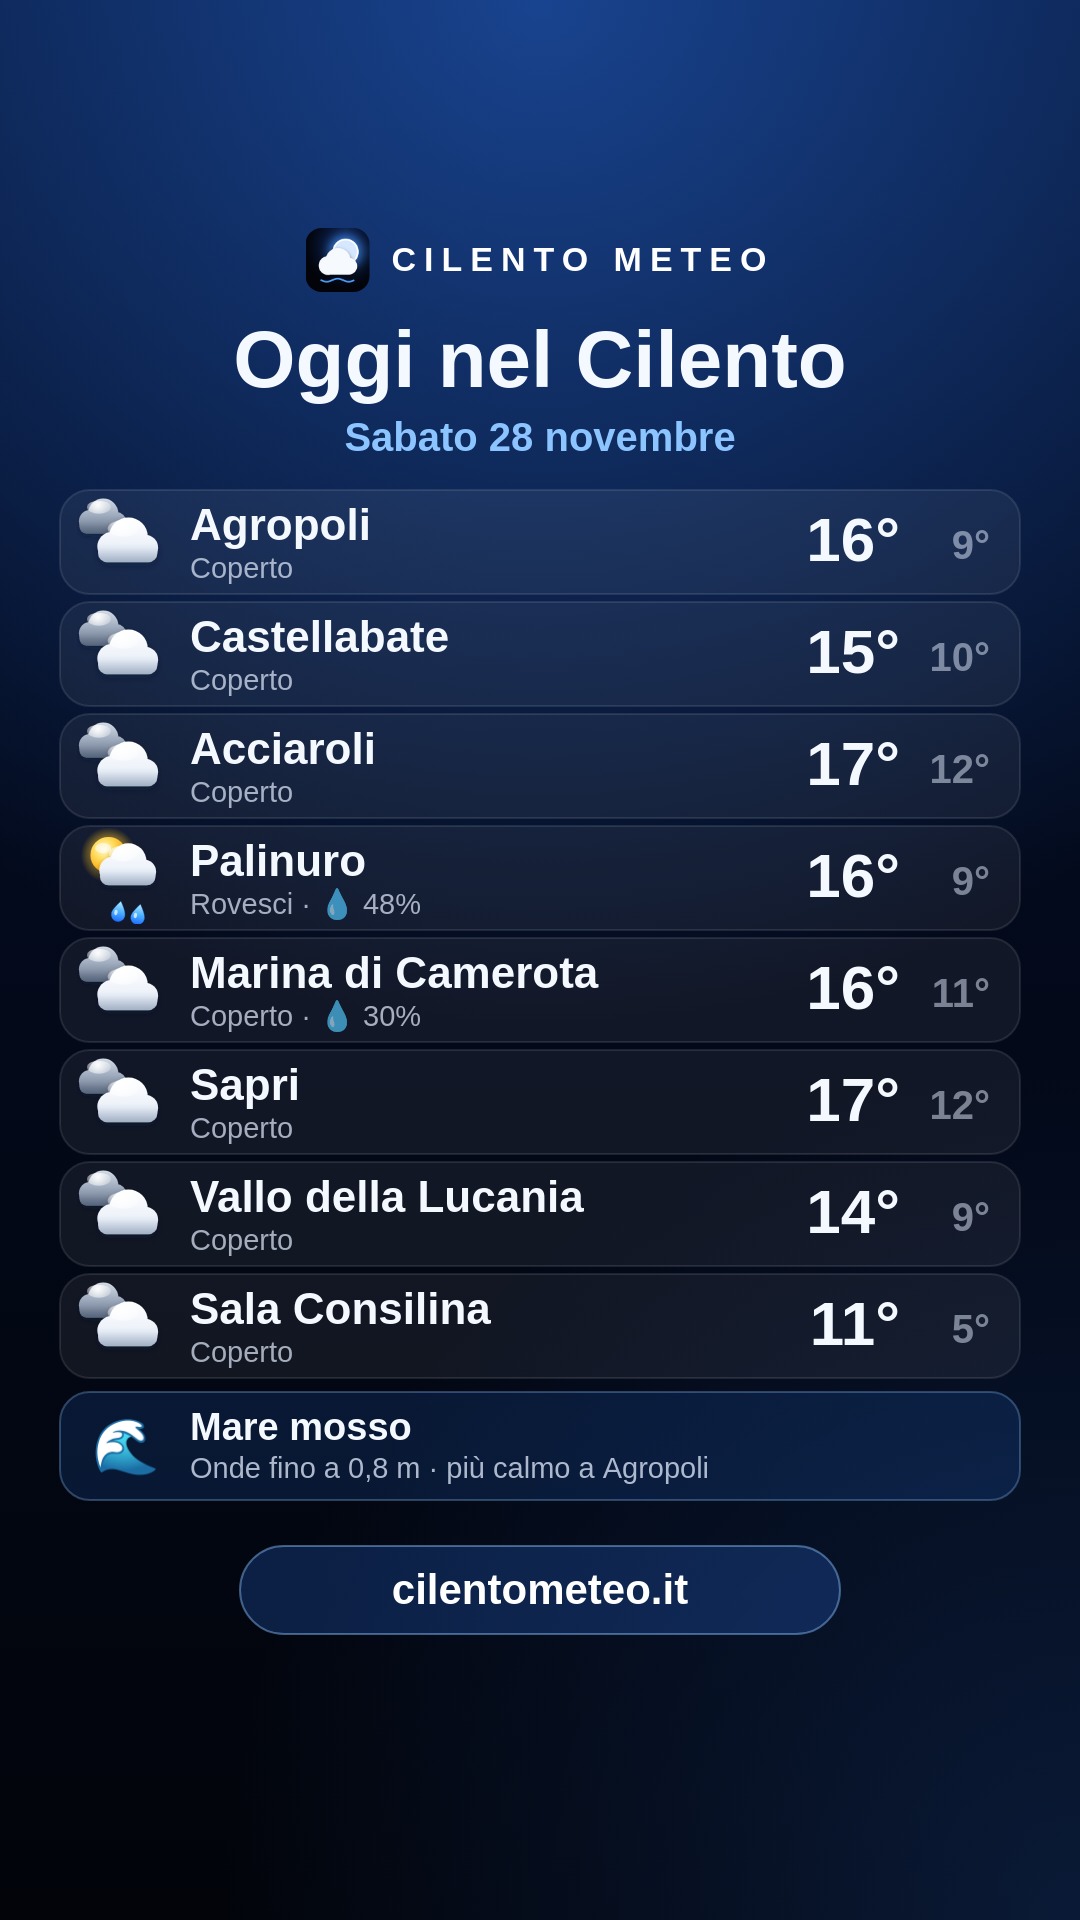 CILENTO METEO
Oggi nel Cilento
Sabato 28 novembre
Agropoli
Coperto
16° 9°
Castellabate
Coperto
15° 10°
Acciaroli
Coperto
17° 12°
Palinuro
Rovesci · 💧 48%
16° 9°
Marina di Camerota
Coperto · 💧 30%
16° 11°
Sapri
Coperto
17° 12°
Vallo della Lucania
Coperto
14° 9°
Sala Consilina
Coperto
11° 5°
Mare mosso
Onde fino a 0,8 m · più calmo a Agropoli
cilentometeo.it